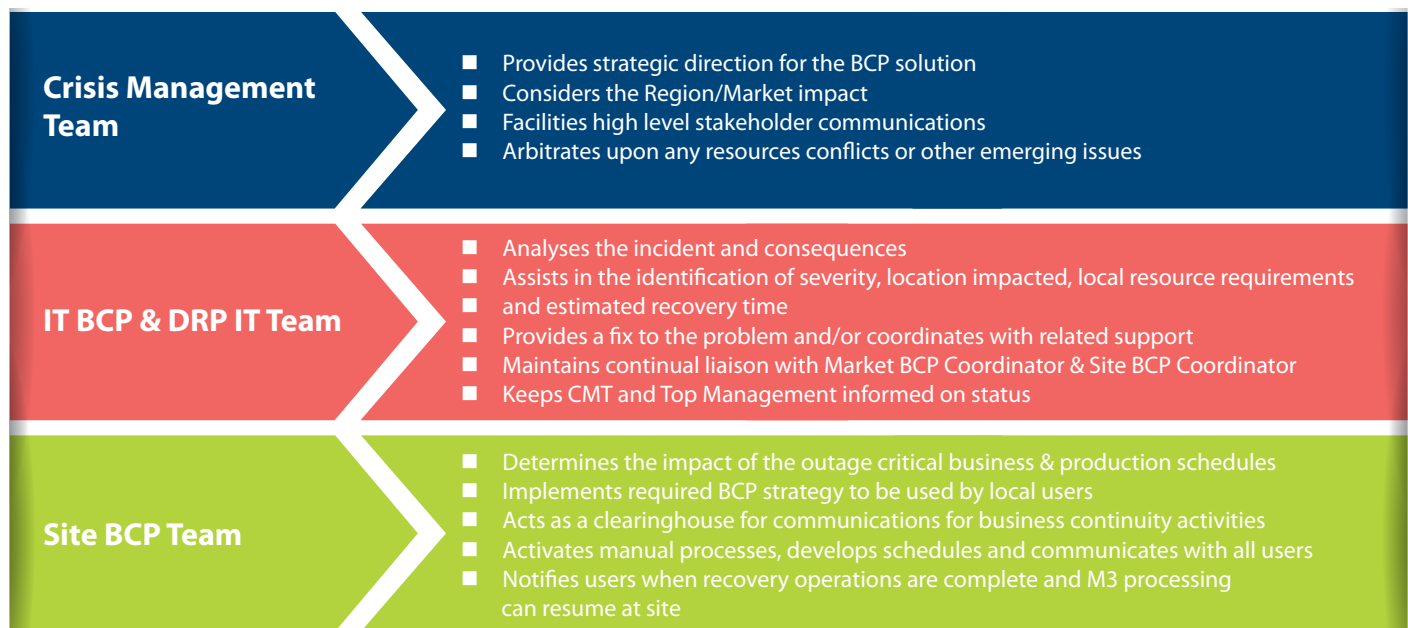 Crisis Management
Team
■ Provides strategic direction for the BCP solution
■ Considers the Region/Market impact
■ Facilities high level stakeholder communications
■ Arbitrates upon any resources conflicts or other emerging issues
IT BCP & DRP IT Team
■ Analyses the incident and consequences
■ Assists in the identification of severity, location impacted, local resource requirements
■ and estimated recovery time
■ Provides a fix to the problem and/or coordinates with related support
■ Maintains continual liaison with Market BCP Coordinator & Site BCP Coordinator
■ Keeps CMT and Top Management informed on status
Site BCP Team
■ Determines the impact of the outage critical business & production schedules
■ Implements required BCP strategy to be used by local users
■ Acts as a clearinghouse for communications for business continuity activities
■ Activates manual processes, develops schedules and communicates with all users
■ Notifies users when recovery operations are complete and M3 processing
can resume at site